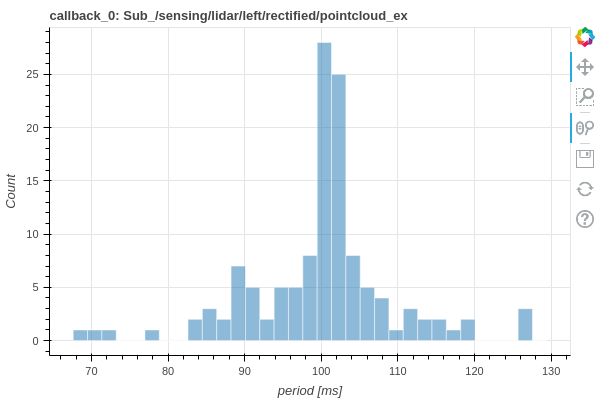 callback_0: Sub_/sensing/lidar/left/rectified/pointcloud_ex
Count
25
20
15
10
5
0
70 80 90 100 110 120 130
period [ms]
?